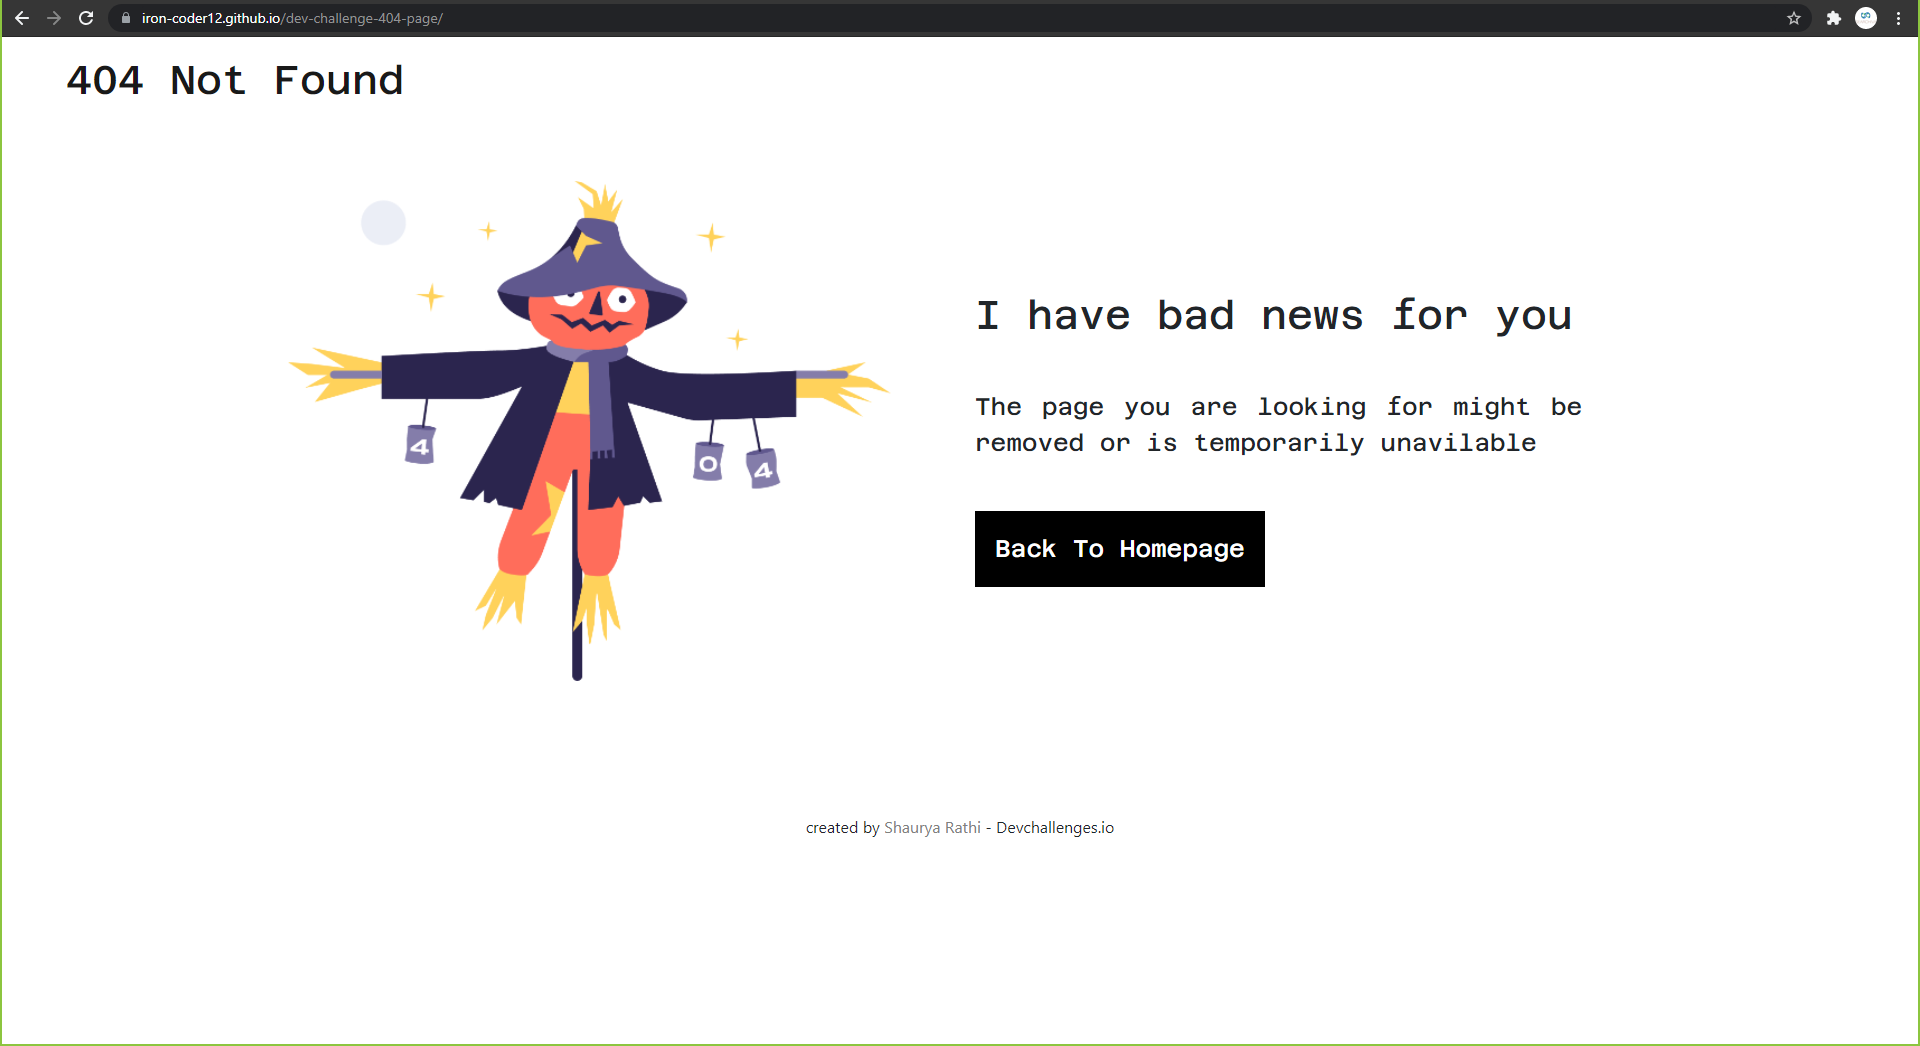 iron-coder12.github.io/dev-challenge-404-page/
404 Not Found
4
0
4
I have bad news for you
The page you are looking for might be
removed or is temporarily unavilable
Back To Homepage
created by Shaurya Rathi - Devchallenges.io